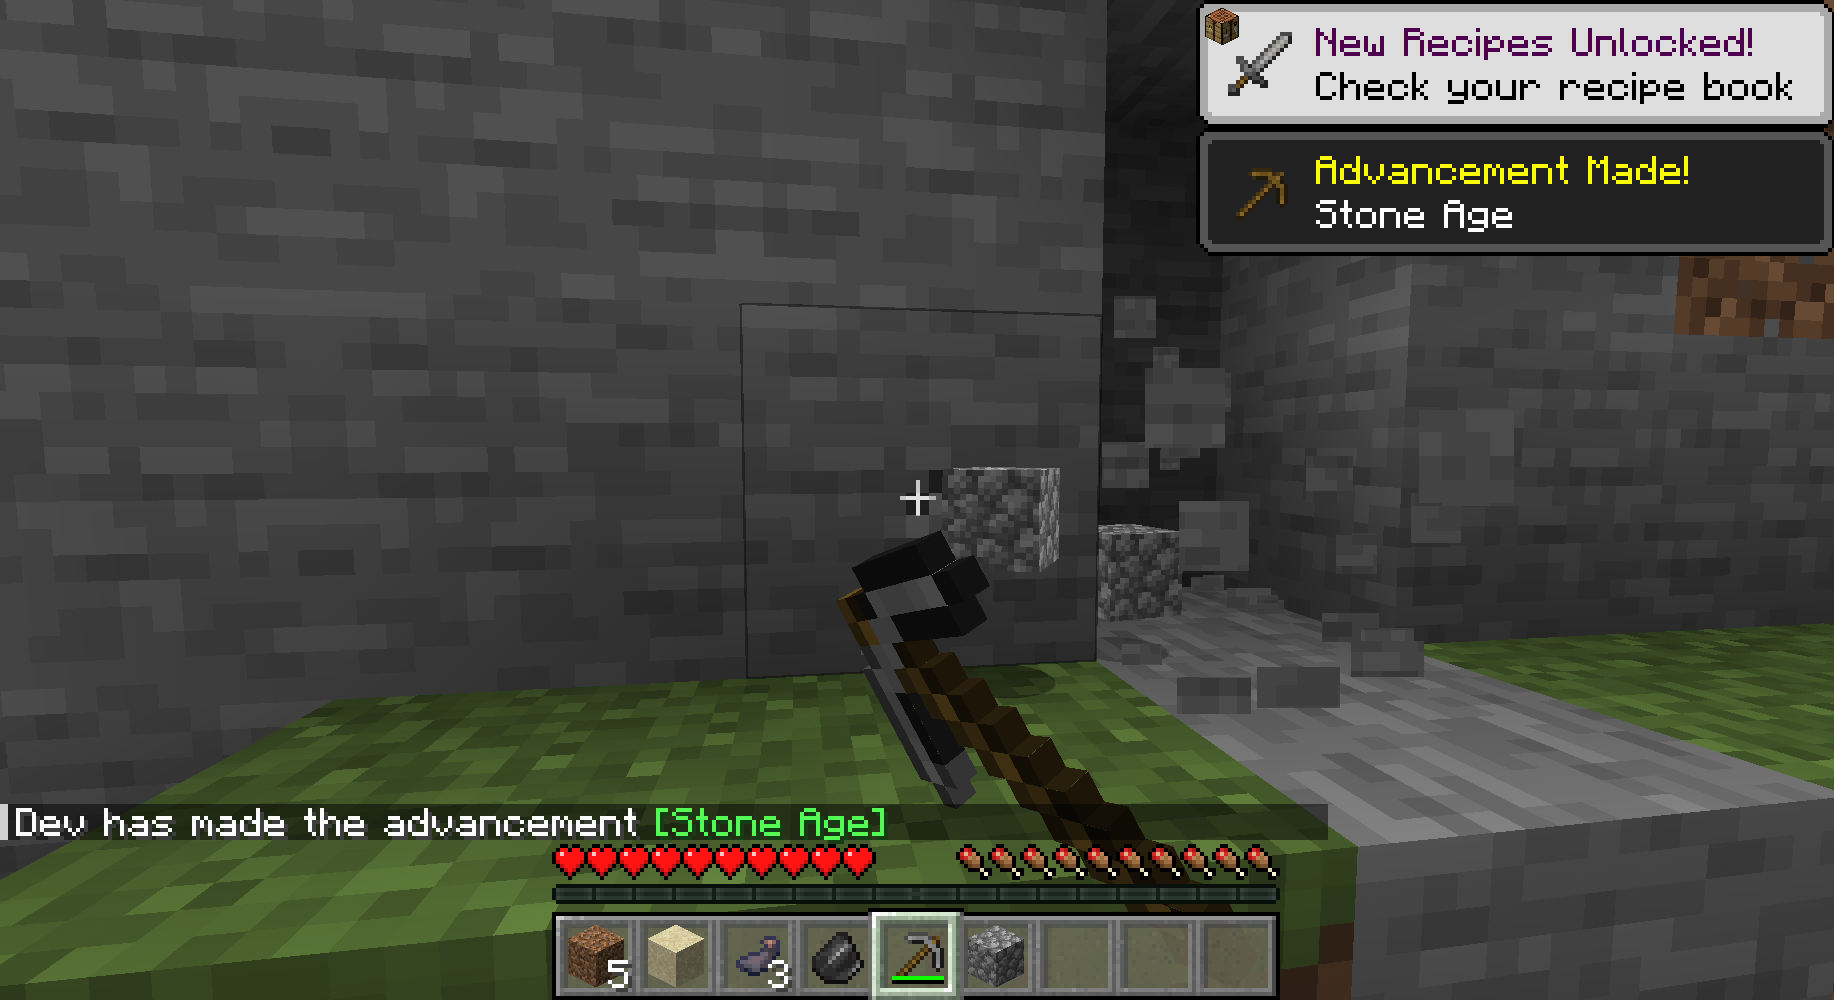 New Recipes Unlocked!
Check your recipe book
Advancement Made!
Stone Age
Dev has made the advancement [Stone Age]
5
3